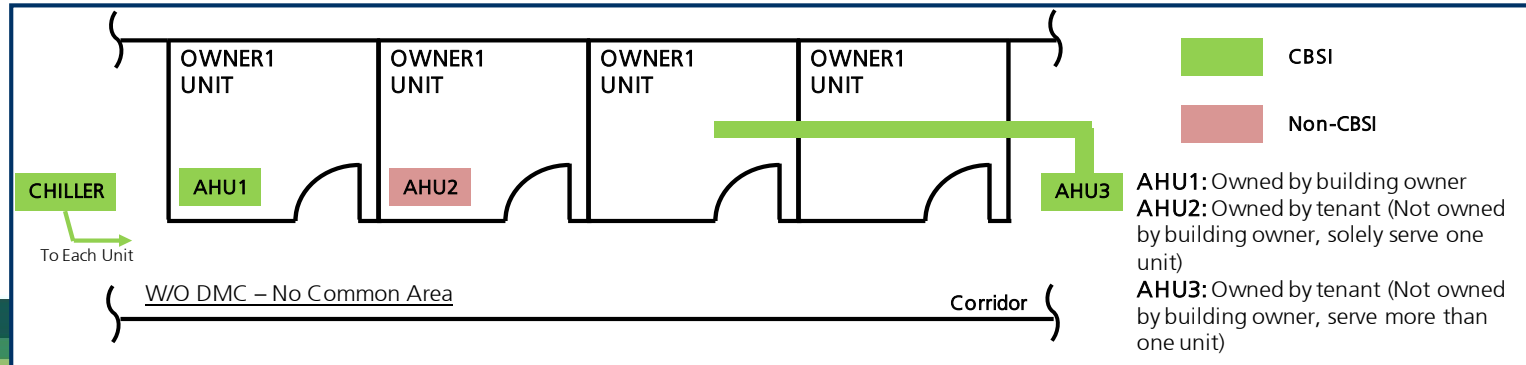 OWNER1
UNIT
OWNER1
UNIT
OWNER1
UNIT
OWNER1
UNIT
CBSI
Non-CBSI
CHILLER
AHU1
AHU2
AHU3
To Each Unit
AHU1: Owned by building owner
AHU2: Owned by tenant (Not owned
by building owner, solely serve one
unit)
AHU3: Owned by tenant (Not owned
by building owner, serve more than
one unit)
W/O DMC – No Common Area
Corridor